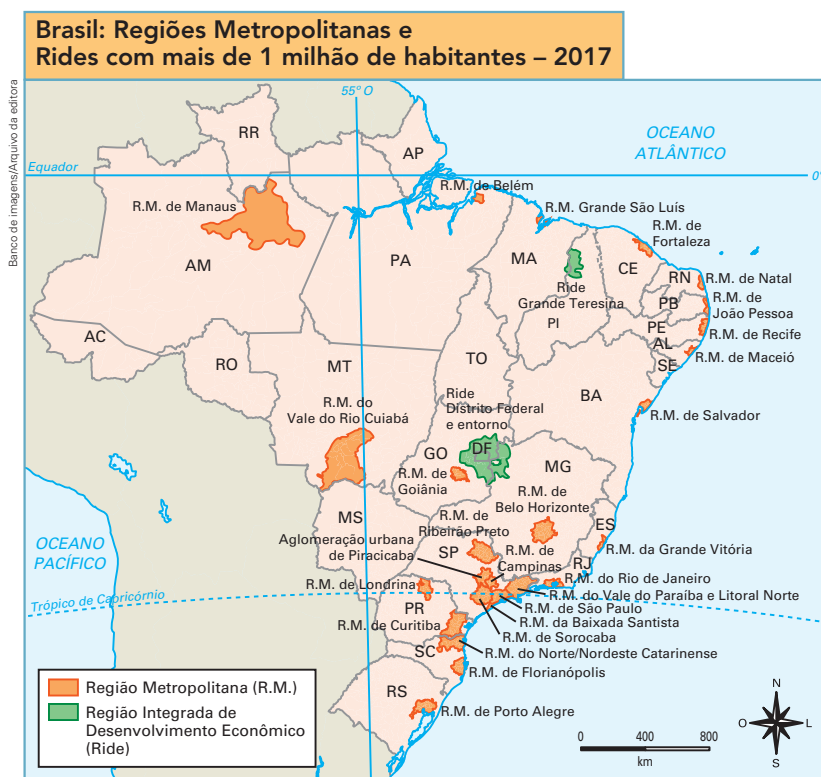 Brasil: Regiões Metropolitanas e
Rides com mais de 1 milhão de habitantes – 2017
Banco de imagens/Arquivo da editora
55º O
OCEANO
ATLÂNTICO
Equador
0º
RR
AP
R.M. de Belém
R.M. de Manaus
R.M. Grande São Luís
R.M. de
Fortaleza
AM
PA
MA
CE
RN
R.M. de Natal
Ride
Grande Teresina
PB
R.M. de
João Pessoa
PI
PE
R.M. de Recife
AC
AL
R.M. de Maceió
RO
MT
TO
SE
BA
R.M. do
Vale do Rio Cuiabá
Ride
Distrito Federal
e entorno
R.M. de Salvador
GO
DF
MG
R.M. de
Goiânia
R.M. de
Belo Horizonte
MS
R.M. de
Ribeirão Preto
ES
Aglomeração urbana
de Piracicaba
OCEANO
PACÍFICO
SP
R.M. de
Campinas
RJ
R.M. da Grande Vitória
R.M. de Londrina
R.M. do Rio de Janeiro
R.M. do Vale do Paraíba e Litoral Norte
Trópico de Capricórnio
PR
R.M. de São Paulo
R.M. de Curitiba
R.M. da Baixada Santista
R.M. de Sorocaba
SC
R.M. do Norte/Nordeste Catarinense
R.M. de Florianópolis
RS
R.M. de Porto Alegre
Região Metropolitana (R.M.)
Região Integrada de
Desenvolvimento Econômico
(Ride)
N
O
L
S
0
400
800
km